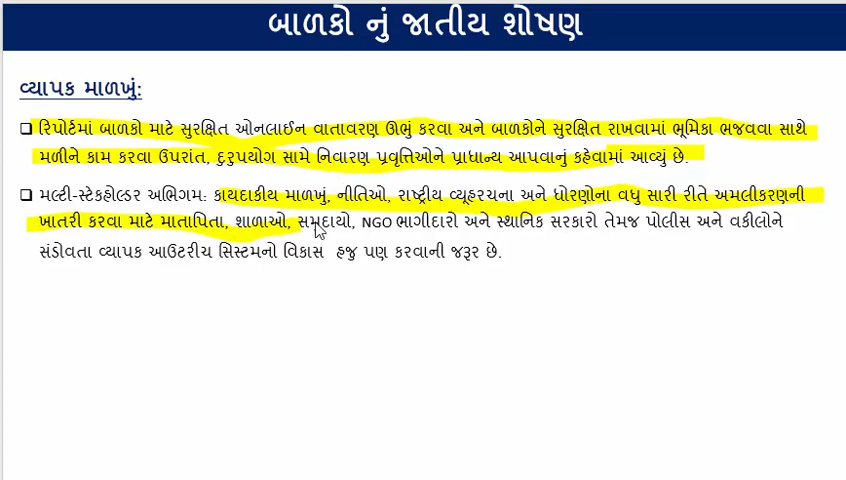 બાળકો નું જાતીય શોષણ
વ્યાપક માળખું:
રિપોર્ટમાં બાળકો માટે સુરક્ષિત ઓનલાઈન વાતાવરણ ઊભું કરવા અને બાળકોને સુરક્ષિત રાખવામાં ભૂમિકા ભજવવા સાથે
મળીને કામ કરવા ઉપરાંત, દુરુપયોગ સામે નિવારણ પ્રવૃત્તિઓને પ્રાધાન્ય આપવાનું કહેવામાં આવ્યું છે.
મલ્ટી-સ્ટેકહોલ્ડર અભિગમ: કાયદાકીય માળખું, નીતિઓ, રાષ્ટ્રીય વ્યૂહરચના અને ધોરણોના વધુ સારી રીતે અમલીકરણની
ખાતરી કરવા માટે માતાપિતા, શાળાઓ, સમુદાયો, NGO ભાગીદારો અને સ્થાનિક સરકારો તેમજ પોલીસ અને વકીલોને
સંડોવતા વ્યાપક આઉટરીચ સિસ્ટમનો વિકાસ હજુ પણ કરવાની જરૂર છે.